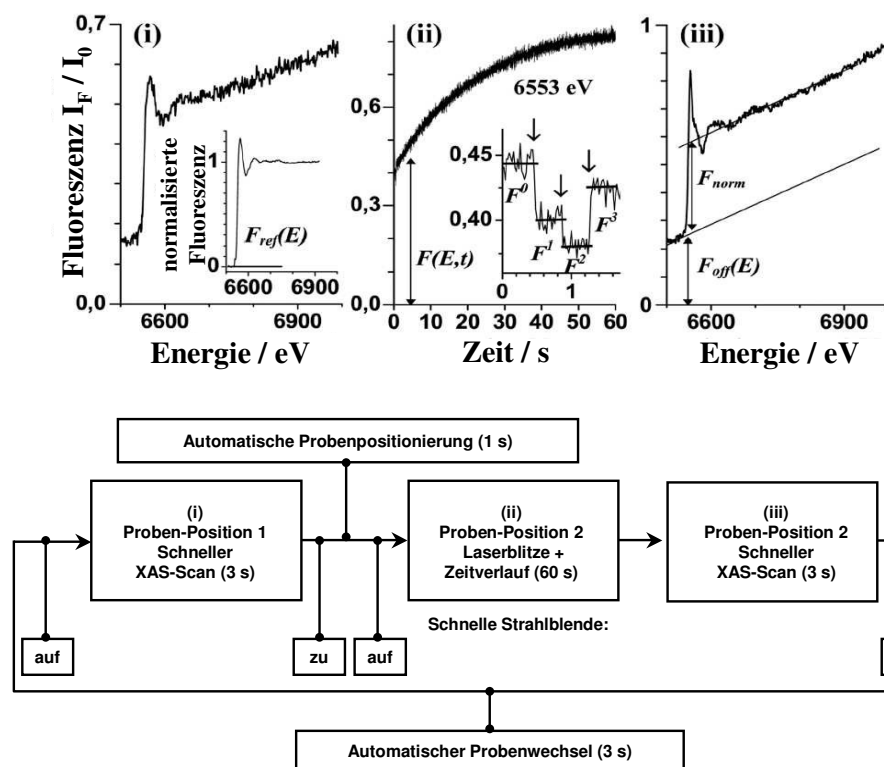 (i)
Fluoreszenz I_F / I_0
0,7
0,0
6600
6900
Energie / eV
normalisierte
Fluoreszenz
1
0
F_ref(E)
6600
6900
(ii)
0,8
0,4
0,0
6553 eV
F(E,t)
0,45
0,40
F^0
F^1
F^2
F^3
0
1
0
10
20
30
40
50
60
Zeit / s
(iii)
1
0
F_norm
F_off(E)
6600
6900
Energie / eV
Automatische Probenpositionierung (1 s)
(i)
Proben-Position 1
Schneller
XAS-Scan (3 s)
(ii)
Proben-Position 2
Laserblitze +
Zeitverlauf (60 s)
(iii)
Proben-Position 2
Schneller
XAS-Scan (3 s)
Schnelle Strahlblende:
auf
zu
auf
Automatischer Probenwechsel (3 s)